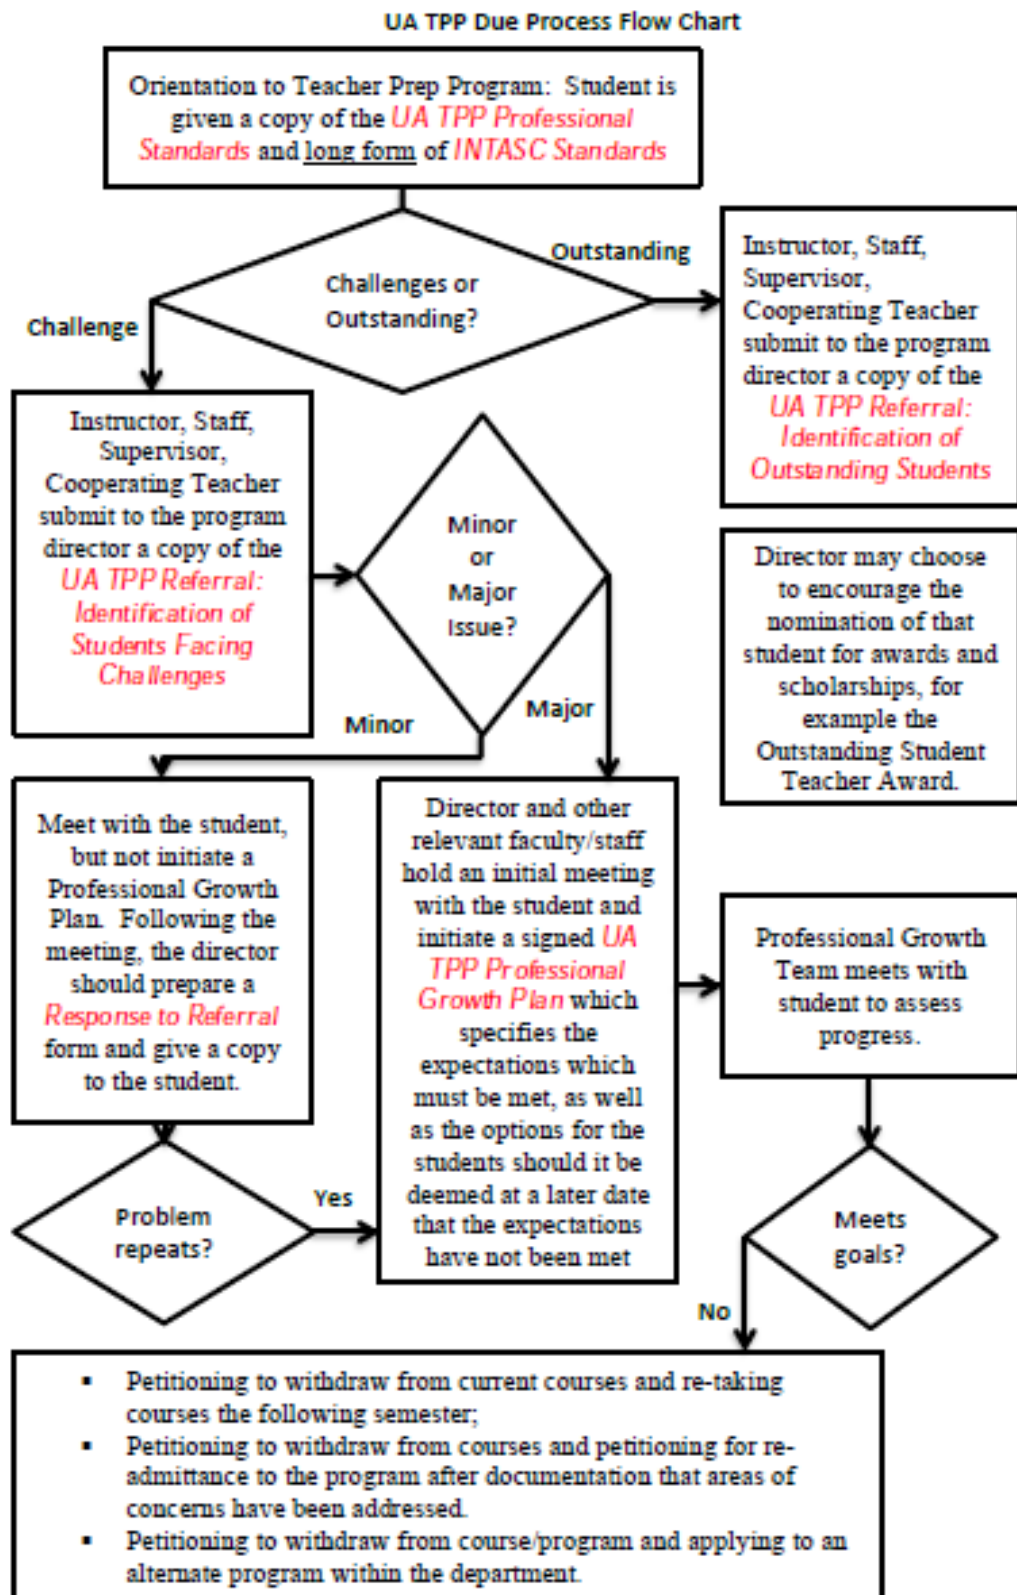 UA TPP Due Process Flow Chart
Orientation to Teacher Prep Program: Student is
given a copy of the UA TPP Professional
Standards and long form of INTASC Standards
Challenges or
Outstanding?
Outstanding
Challenge
Instructor, Staff,
Supervisor,
Cooperating Teacher
submit to the program
director a copy of the
UA TPP Referral:
Identification of
Outstanding Students
Instructor, Staff,
Supervisor,
Cooperating Teacher
submit to the program
director a copy of the
UA TPP Referral:
Identification of
Students Facing
Challenges
Minor
or
Major
Issue?
Director may choose
to encourage the
nomination of that
student for awards and
scholarships, for
example the
Outstanding Student
Teacher Award.
Minor
Major
Meet with the student,
but not initiate a
Professional Growth
Plan. Following the
meeting, the director
should prepare a
Response to Referral
form and give a copy
to the student.
Director and other
relevant faculty/staff
hold an initial meeting
with the student and
initiate a signed UA
TPP Professional
Growth Plan which
specifies the
expectations which
must be met, as well
as the options for the
students should it be
deemed at a later date
that the expectations
have not been met
Professional Growth
Team meets with
student to assess
progress.
Problem
repeats?
Yes
Meets
goals?
No
▪ Petitioning to withdraw from current courses and re-taking
courses the following semester;
▪ Petitioning to withdraw from courses and petitioning for re-
admittance to the program after documentation that areas of
concerns have been addressed.
▪ Petitioning to withdraw from course/program and applying to an
alternate program within the department.